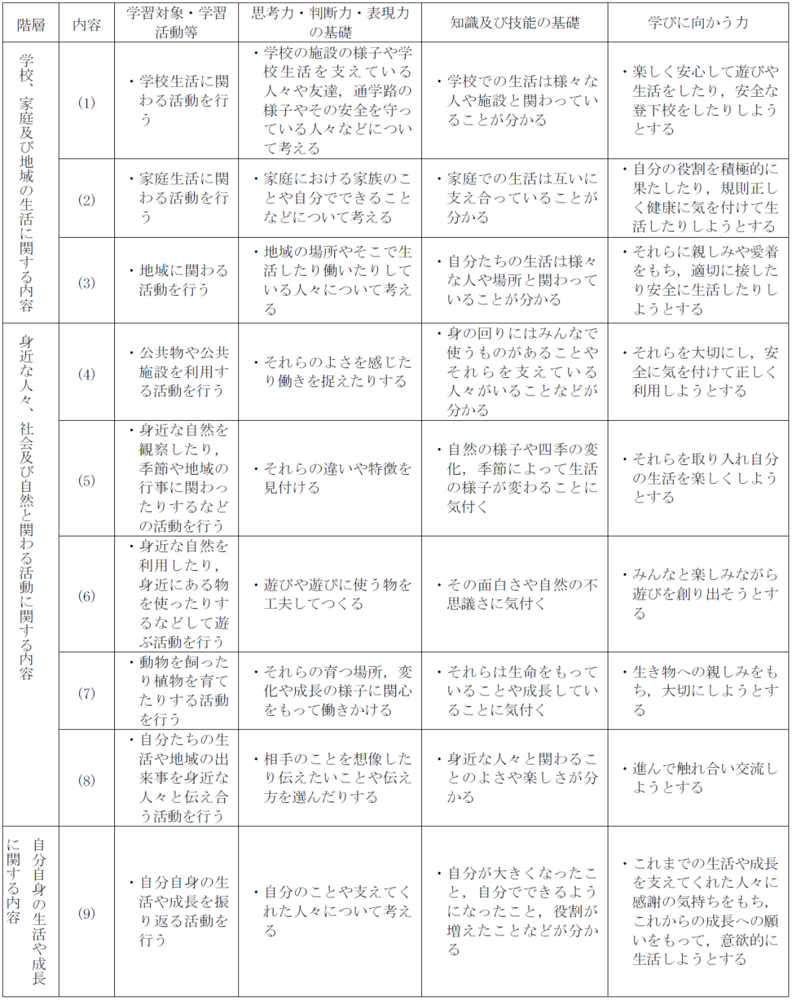 階層
内容
学習対象・学習
活動等
思考力・判断力・表現力
の基礎
知識及び技能の基礎
学びに向かう力
学校、家庭及び地域の生活に関する内容
(1)
・学校生活に関
わる活動を行
う
・学校の施設の様子や学
校生活を支えている
人々や友達，通学路の
様子やその安全を守っ
ている人々などについ
て考える
・学校での生活は様々な
人や施設と関わってい
ることが分かる
・楽しく安心して遊びや
生活をしたり，安全な
登下校をしたりしよう
とする
(2)
・家庭生活に関
わる活動を行
う
・家庭における家族のこ
とや自分でできること
などについて考える
・家庭での生活は互いに
支え合っていることが
分かる
・自分の役割を積極的に
果たしたり，規則正し
く健康に気を付けて生
活したりしようとする
(3)
・地域に関わる
活動を行う
・地域の場所やそこで生
活したり働いたりして
いる人々について考え
る
・自分たちの生活は様々
な人や場所と関わって
いることが分かる
・それらに親しみや愛着
をもち，適切に接した
り安全に生活したりし
ようとする
身近な人々、社会及び自然と関わる活動に関する内容
(4)
・公共物や公共
施設を利用す
る活動を行う
・それらのよさを感じた
り働きを捉えたりする
・身の回りにはみんなで
使うものがあることや
それらを支えている
人々がいることなどが
分かる
・それらを大切にし，安
全に気を付けて正しく
利用しようとする
(5)
・身近な自然を
観察したり，
季節や地域の
行事に関わっ
たりするなど
の活動を行う
・それらの違いや特徴を
見付ける
・自然の様子や四季の変
化，季節によって生活
の様子が変わることに
気付く
・それらを取り入れ自分
の生活を楽しくしよう
とする
(6)
・身近な自然を
利用したり，
身近にある物
を使ったりす
るなどして遊
ぶ活動を行う
・遊びや遊びに使う物を
工夫してつくる
・その面白さや自然の不
思議さに気付く
・みんなと楽しみながら
遊びを創り出そうとす
る
(7)
・動物を飼った
り植物を育て
たりする活動
を行う
・それらの育つ場所，変
化や成長の様子に関心
をもって働きかける
・それらは生命をもって
いることや成長してい
ることに気付く
・生き物への親しみをも
ち，大切にしようとす
る
(8)
・自分たちの生
活や地域の出
来事を身近な
人々と伝え合
う活動を行う
・相手のことを想像した
り伝えたいことや伝え
方を選んだりする
・身近な人々と関わるこ
とのよさや楽しさが分
かる
・進んで触れ合い交流し
ようとする
自分自身の生活や成長
に関する内容
(9)
・自分自身の生
活や成長を振
り返る活動を
行う
・自分のことや支えてく
れた人々について考え
る
・自分が大きくなったこ
と，自分でできるよう
になったこと，役割が
増えたことなどが分か
る
・これまでの生活や成長
を支えてくれた人々に
感謝の気持ちをもち，
これからの成長への願
いをもって，意欲的に
生活しようとする